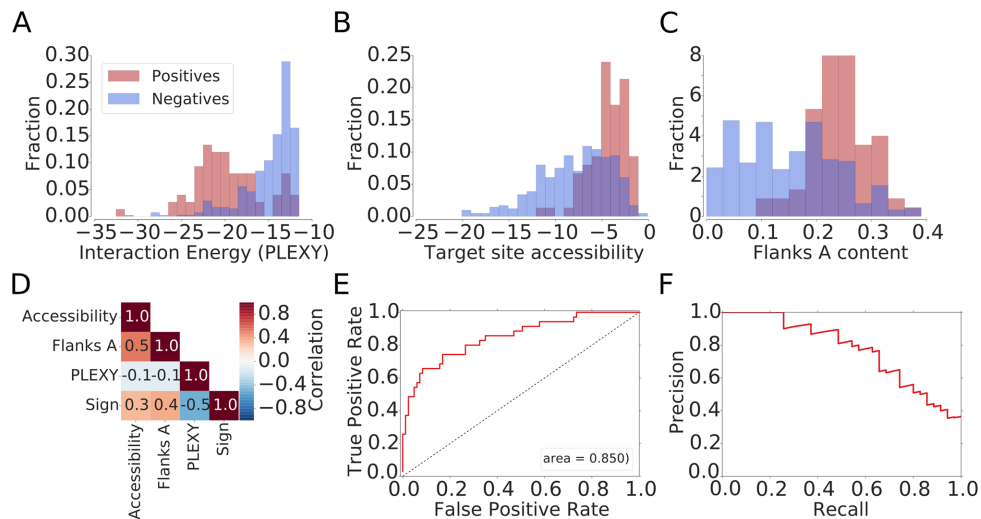 A
B
C
Fraction
0.30
0.25
0.20
0.15
0.10
0.05
0.00
Positives
Negatives
−35 −30 −25 −20 −15 −10
Interaction Energy (PLEXY)
Fraction
0.25
0.20
0.15
0.10
0.05
0.00
−25 −20 −15 −10 −5 0
Target site accessibility
Fraction
8
6
4
2
0
0.0 0.1 0.2 0.3 0.4
Flanks A content
D
E
F
Accessibility 1.0
Flanks A 0.5 1.0
PLEXY -0.1 -0.1 1.0
Sign 0.3 0.4 -0.5 1.0
Accessibility
Flanks A
PLEXY
Sign
0.8
0.4
0.0
−0.4
−0.8
Correlation
True Positive Rate
1.0
0.8
0.6
0.4
0.2
0.0
area = 0.850)
0.0 0.2 0.4 0.6 0.8 1.0
False Positive Rate
Precision
1.0
0.8
0.6
0.4
0.2
0.0
0.0 0.2 0.4 0.6 0.8 1.0
Recall